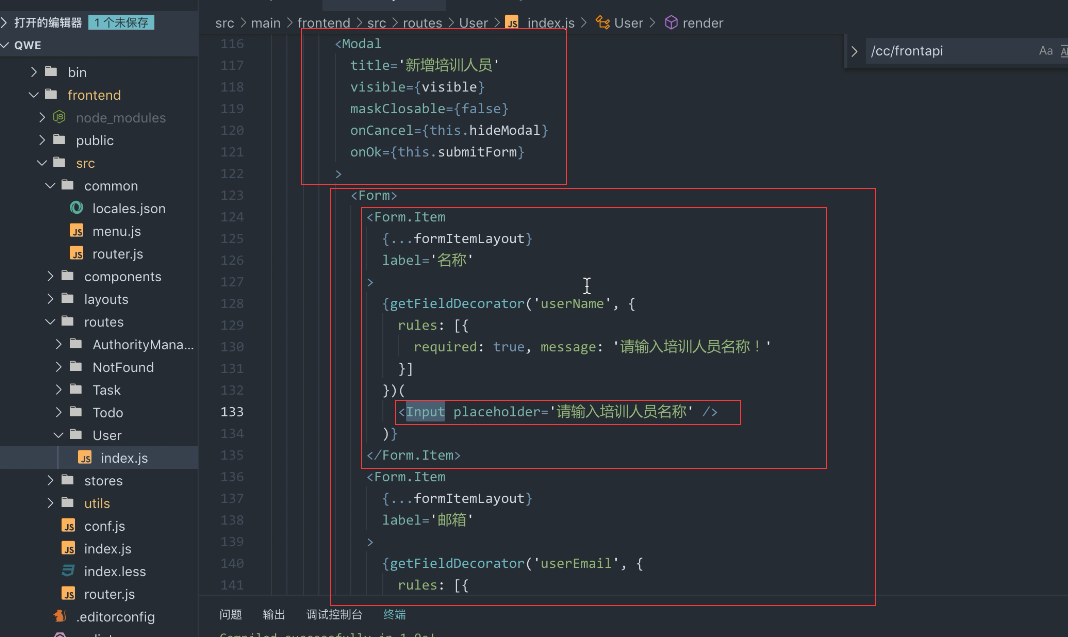 打开的编辑器 1 个未保存
QWE
bin
frontend
node_modules
public
src
common
locales.json
menu.js
router.js
components
layouts
routes
AuthorityMana...
NotFound
Task
Todo
User
index.js
stores
utils
conf.js
index.js
index.less
router.js
.editorconfig
src > main > frontend > src > routes > User > index.js > User > render
/cc/frontapi Aa
116 <Modal
117 title='新增培训人员'
118 visible={visible}
119 maskClosable={false}
120 onCancel={this.hideModal}
121 onOk={this.submitForm}
122 >
123 <Form>
124 <Form.Item
125 {...formItemLayout}
126 label='名称'
127 >
128 {getFieldDecorator('userName', {
129 rules: [{
130 required: true, message: '请输入培训人员名称！'
131 }]
132 })(
133 <Input placeholder='请输入培训人员名称' />
134 )}
135 </Form.Item>
136 <Form.Item
137 {...formItemLayout}
138 label='邮箱'
139 >
140 {getFieldDecorator('userEmail', {
141 rules: [{
问题 输出 调试控制台 终端